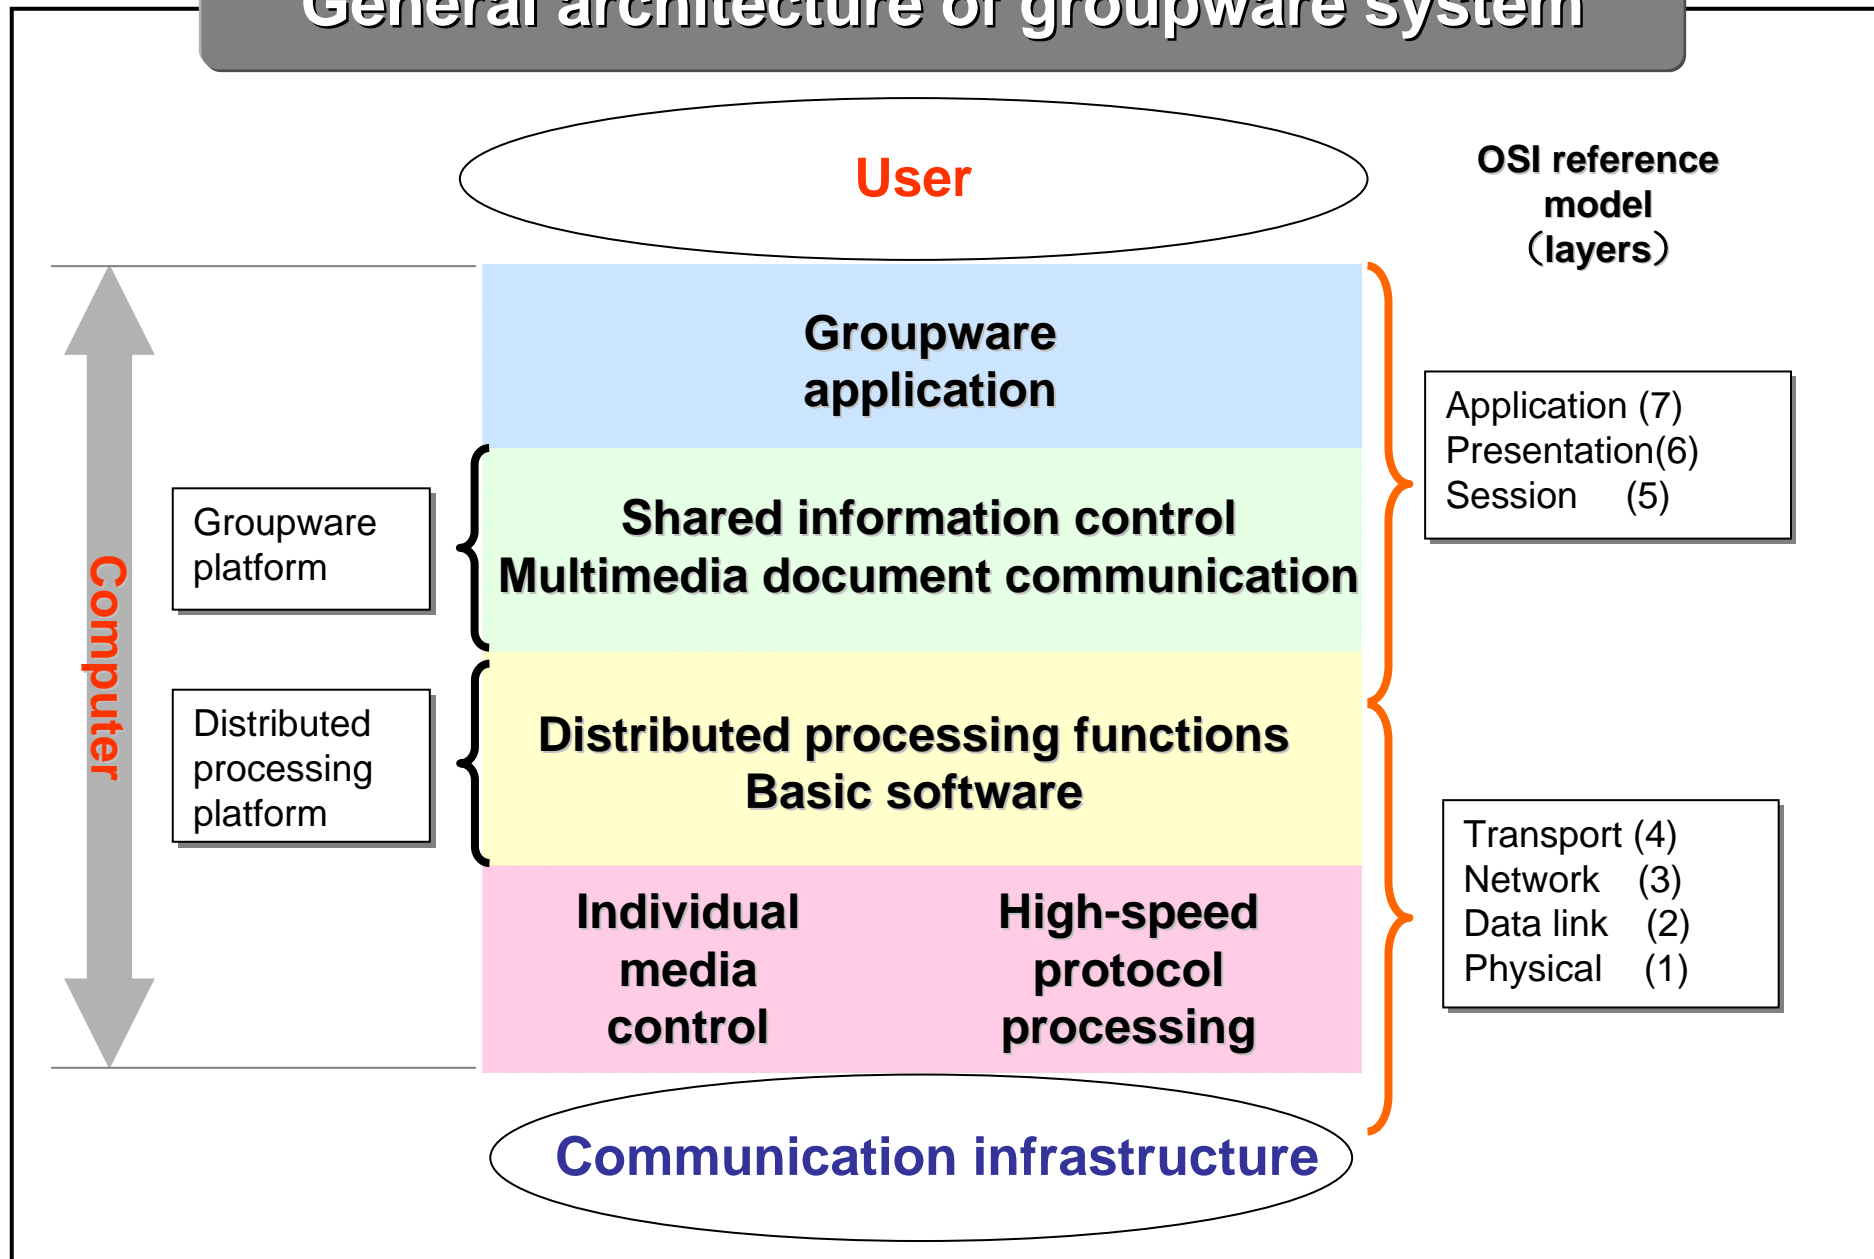 General architecture of groupware system
User
OSI reference
model
（layers）
Groupware
application
Application (7)
Presentation(6)
Session (5)
Groupware
platform
Shared information control
Multimedia document communication
Computer
Distributed
processing
platform
Distributed processing functions
Basic software
Transport (4)
Network (3)
Data link (2)
Physical (1)
Individual
media
control
High-speed
protocol
processing
Communication infrastructure